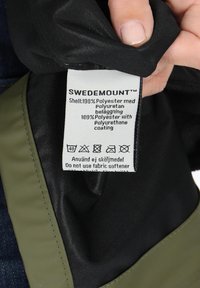 SWEDEMOUNT™
Shell:100% Polyester med
Polyuretan
beläggning
100% Polyester with
Polyurethane
coating
Använd ej sköljmedel
Do not use fabric softener